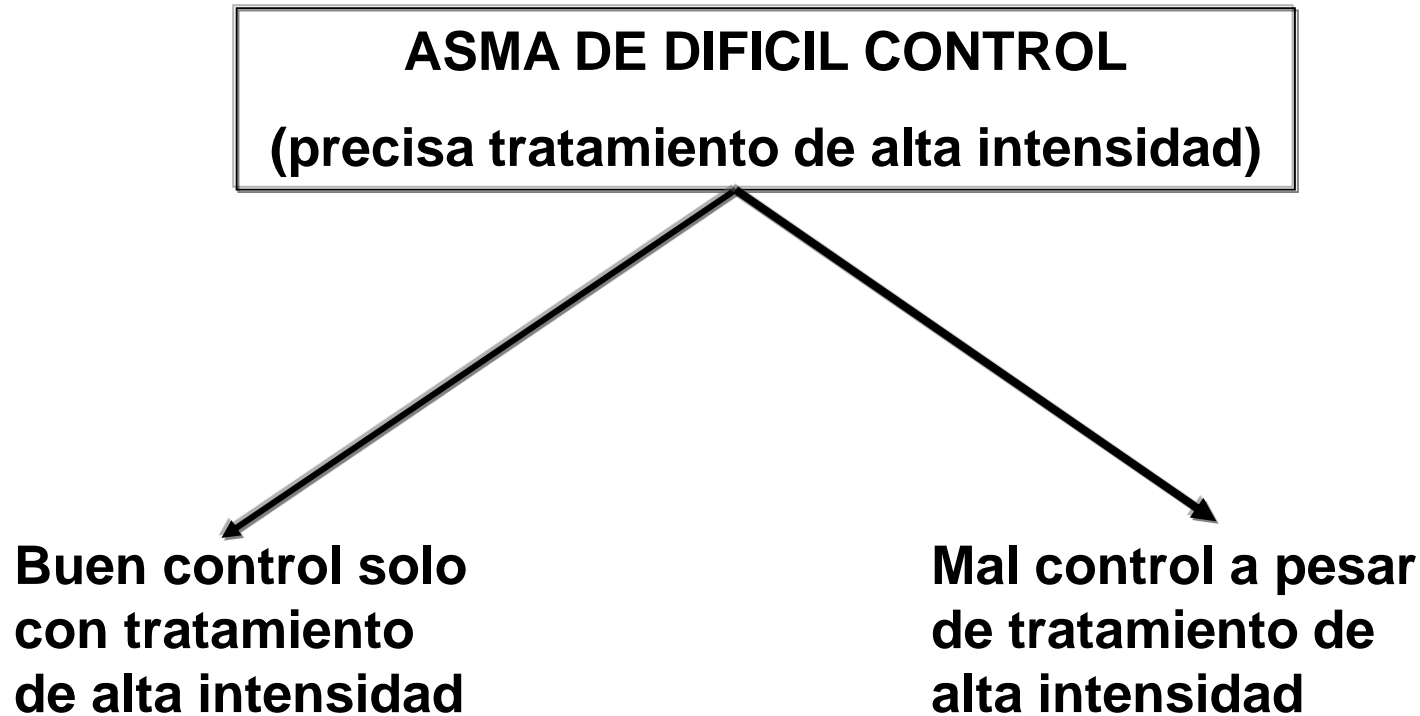 ASMA DE DIFICIL CONTROL
(precisa tratamiento de alta intensidad)
Buen control solo
con tratamiento
de alta intensidad
Mal control a pesar
de tratamiento de
alta intensidad